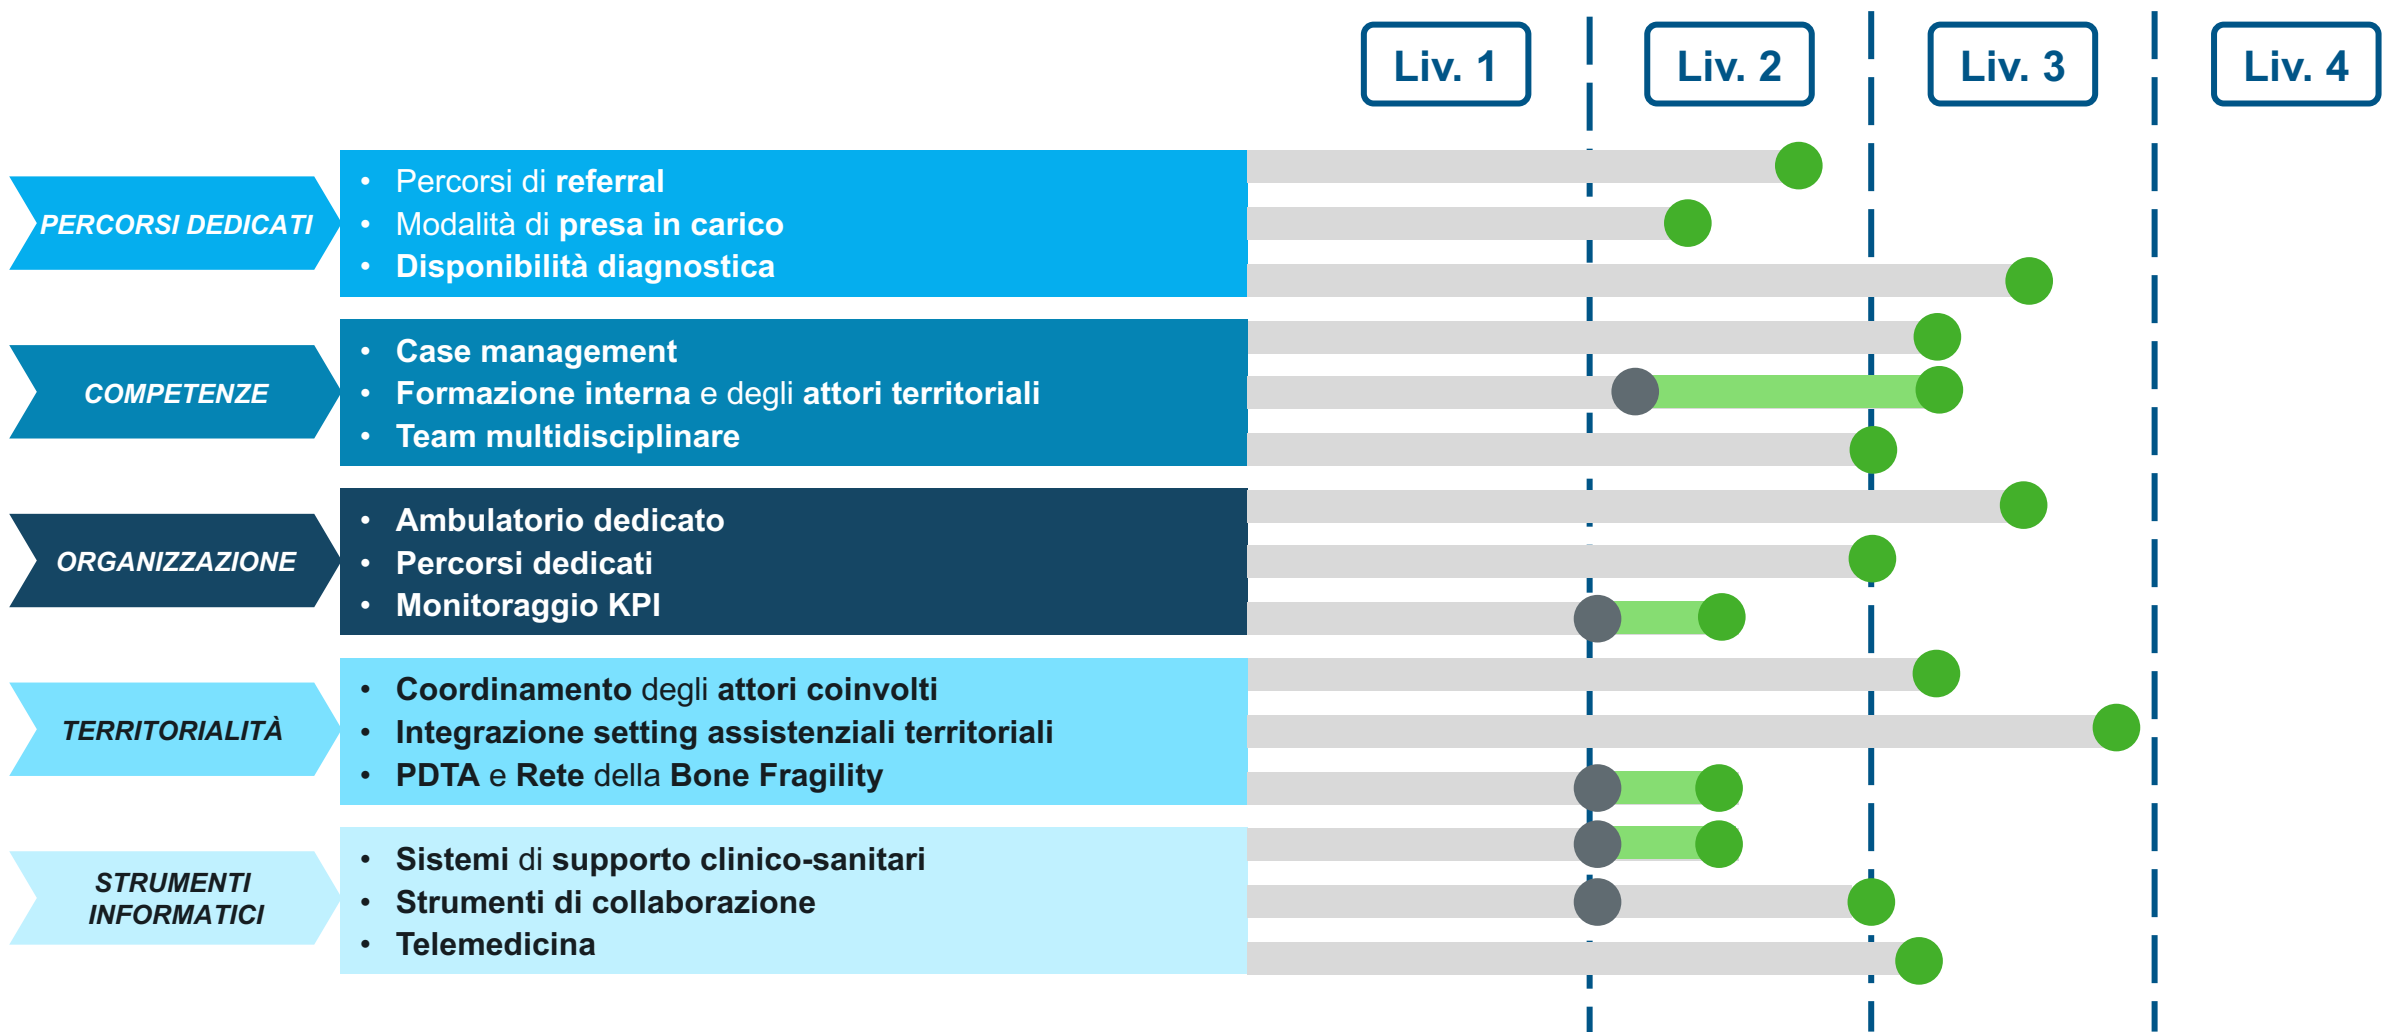 Liv. 1
Liv. 2
Liv. 3
Liv. 4
PERCORSI DEDICATI
• Percorsi di referral
• Modalità di presa in carico
• Disponibilità diagnostica
COMPETENZE
• Case management
• Formazione interna e degli attori territoriali
• Team multidisciplinare
ORGANIZZAZIONE
• Ambulatorio dedicato
• Percorsi dedicati
• Monitoraggio KPI
TERRITORIALITÀ
• Coordinamento degli attori coinvolti
• Integrazione setting assistenziali territoriali
• PDTA e Rete della Bone Fragility
STRUMENTI
INFORMATICI
• Sistemi di supporto clinico-sanitari
• Strumenti di collaborazione
• Telemedicina